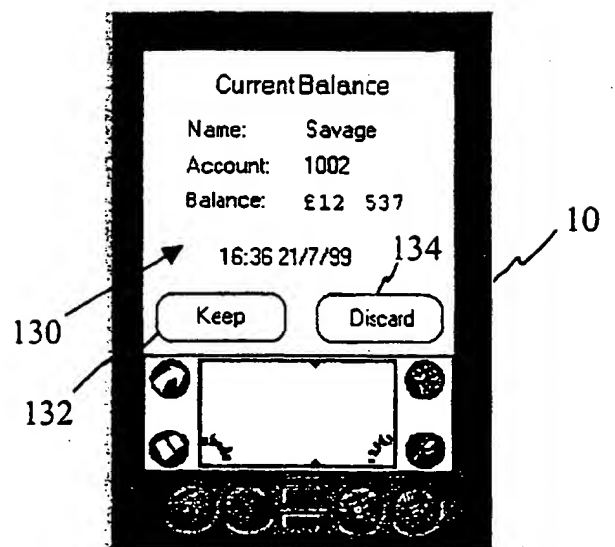 Current Balance
Name: Savage
Account: 1002
Balance: £12 537
16:36 21/7/99
134
10
Keep Discard
130
132